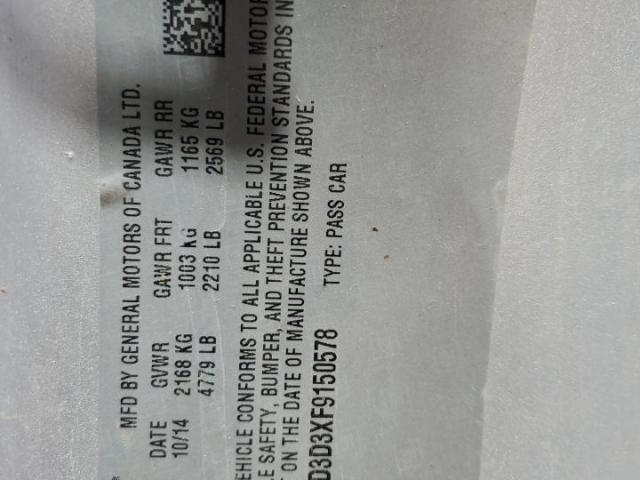 MFD BY GENERAL MOTORS OF CANADA LTD.
DATE GVWR GAWR FRT GAWR RR
10/14 2168 KG 1003 KG 1165 KG
4779 LB 2210 LB 2569 LB
EHICLE CONFORMS TO ALL APPLICABLE U.S. FEDERAL MOTOR
E SAFETY, BUMPER, AND THEFT PREVENTION STANDARDS IN
T ON THE DATE OF MANUFACTURE SHOWN ABOVE.
D3D3XF9150578 TYPE: PASS CAR